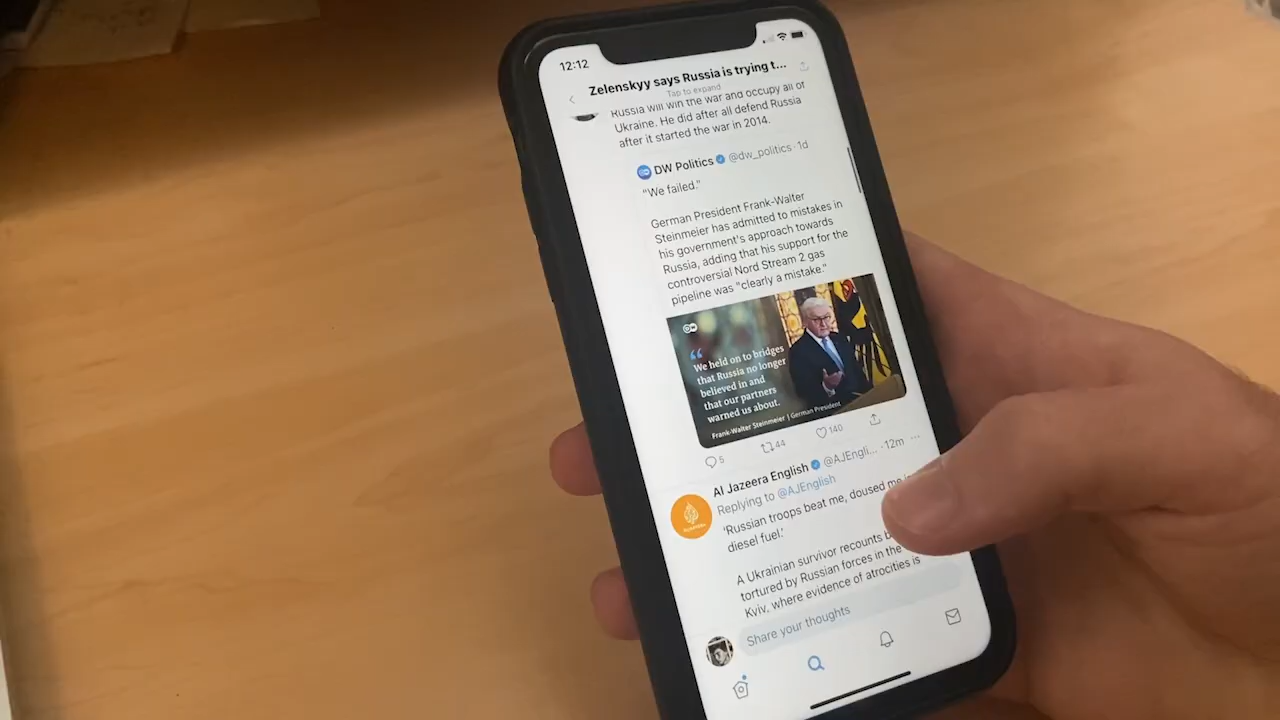 12:12
Zelenskyy says Russia is trying t...
Tap to expand
Russia will win the war and occupy all of
Ukraine. He did after all defend Russia
after it started the war in 2014.
DW Politics @dw_politics · 1d
"We failed."
German President Frank-Walter
Steinmeier has admitted to mistakes in
his government's approach towards
Russia, adding that his support for the
controversial Nord Stream 2 gas
pipeline was "clearly a mistake."
"We held on to bridges
that Russia no longer
believed in and
that our partners
warned us about.
Frank-Walter Steinmeier | German President
5 44 140
Al Jazeera English @AJEngli... · 12m
Replying to @AJEnglish
'Russian troops beat me, doused me
diesel fuel.'
A Ukrainian survivor recounts
tortured by Russian forces in the
Kyiv, where evidence of atrocities is
Share your thoughts